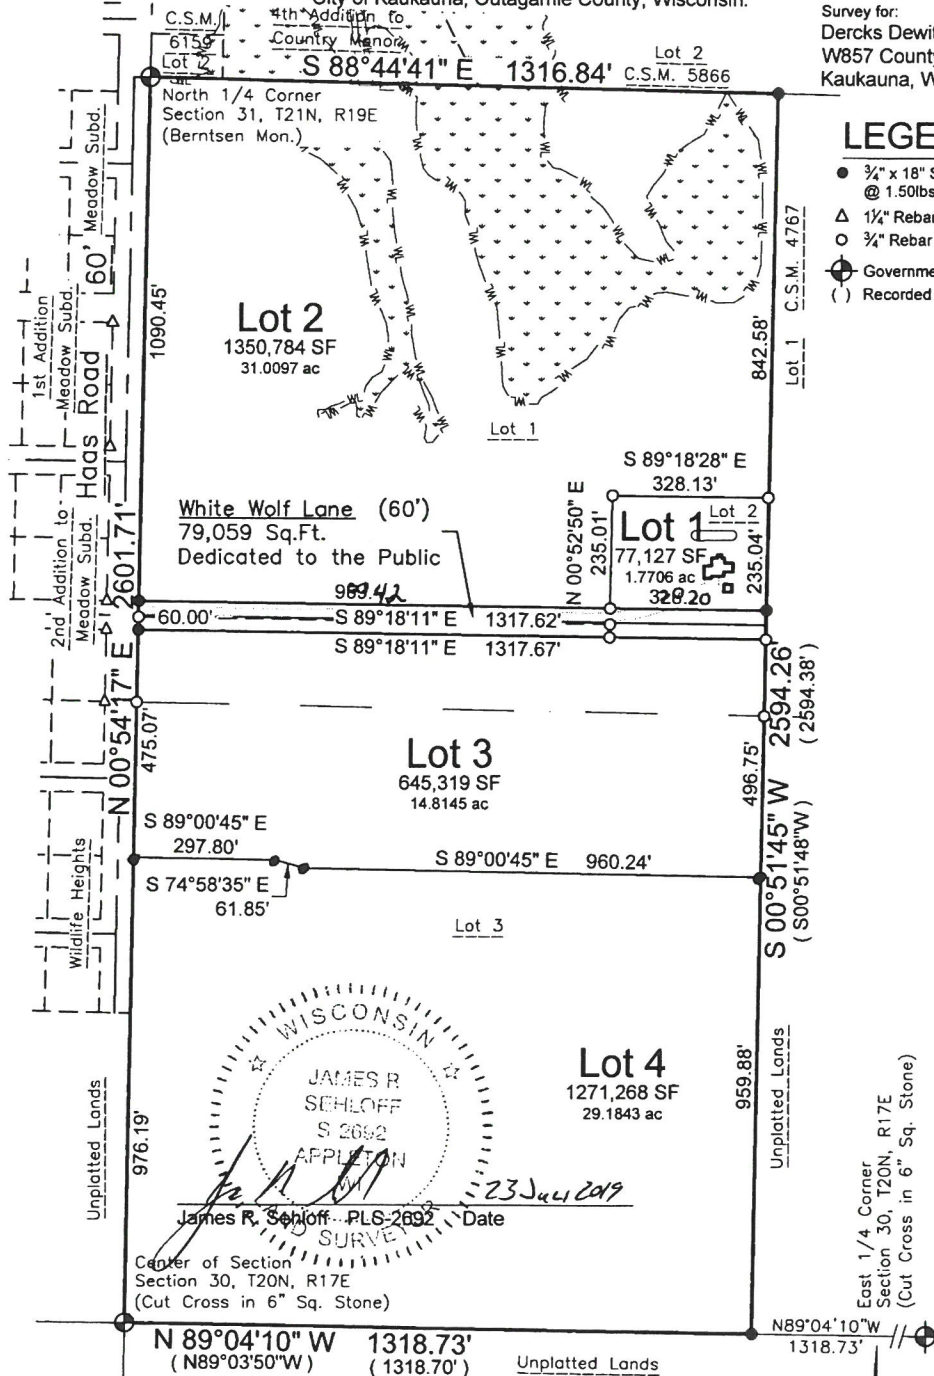 City of Kaukauna, Outagamie County, Wisconsin.
C.S.M.
6159
Lot 2
4th Addition to
Country Manor
S 88°44'41" E 1316.84'
Lot 2
C.S.M. 5866
Survey for:
Dercks Dewit
W857 County
Kaukauna, W
North 1/4 Corner
Section 31, T21N, R19E
(Berntsen Mon.)
LEGE
3/4" x 18" S
@ 1.50lbs
1¼" Rebar
¾" Rebar
Governme
( ) Recorded
Meadow Subd.
60'
1st Addition
Meadow Subd.
Haas Road
1090.45'
Lot 2
1350,784 SF
31.0097 ac
WL
Lot 1
842.58'
Lot 1 C.S.M. 4767
S 89°18'28" E
328.13'
N 00°52'50" E
235.01'
Lot 1
Lot 2
77,127 SF
1.7706 ac
235.04'
328.20
White Wolf Lane (60')
79,059 Sq.Ft.
Dedicated to the Public
989.42
60.00'
S 89°18'11" E 1317.62'
S 89°18'11" E 1317.67'
2nd Addition to
Meadow Subd.
N 00°54'17" E 2601.71'
475.07'
Lot 3
645,319 SF
14.8145 ac
2594.26'
(2594.38')
496.75'
S 00°51'45" W
(S00°51'48"W)
S 89°00'45" E
297.80'
S 74°58'35" E
61.85'
S 89°00'45" E 960.24'
Wildlife Heights
Lot 3
WISCONSIN
JAMES R
SEHLOFF
S 2692
APPLETON
WI
LAND SURVEYOR
Lot 4
1271,268 SF
29.1843 ac
959.88'
Unplatted Lands
Unplatted Lands
976.19'
23 July 2019
James R. Sehloff PLS-2692 Date
Center of Section
Section 30, T20N, R17E
(Cut Cross in 6" Sq. Stone)
East 1/4 Corner
Section 30, T20N, R17E
(Cut Cross in 6" Sq. Stone)
N 89°04'10" W 1318.73'
(N89°03'50"W) (1318.70')
Unplatted Lands
N89°04'10"W
1318.73'